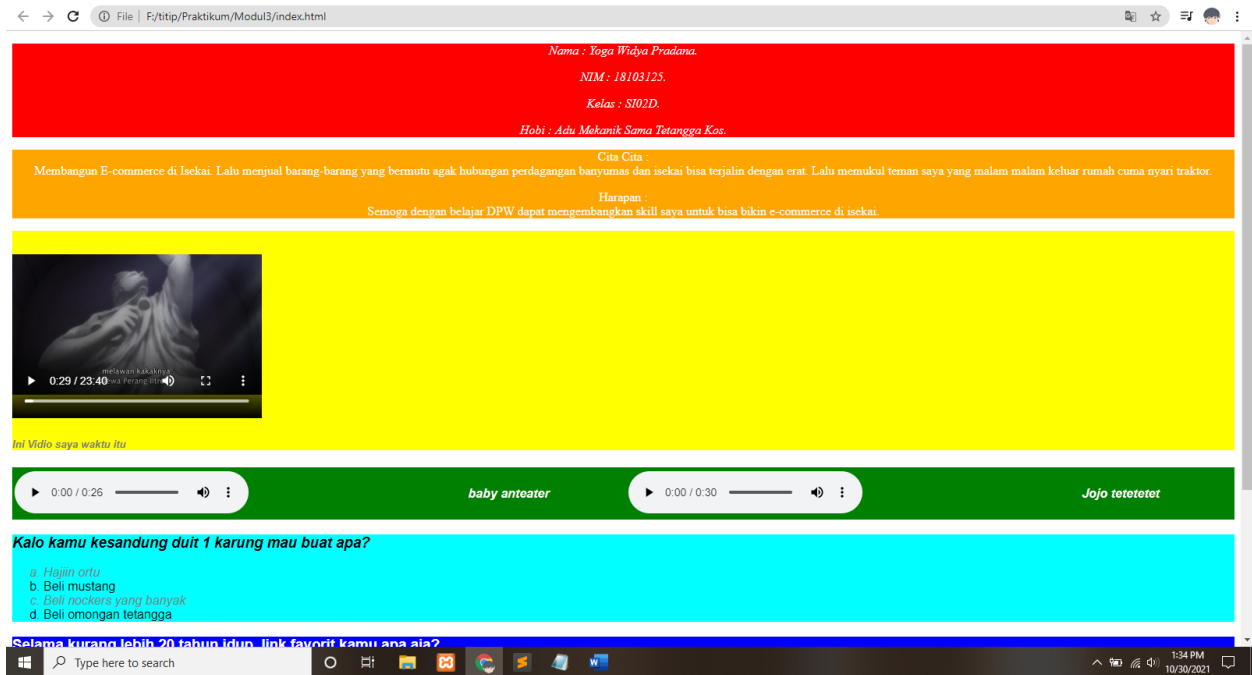 File | F:/titip/Praktikum/Modul3/index.html
Nama : Yoga Widya Pradana.
NIM : 18103125.
Kelas : SI02D.
Hobi : Adu Mekanik Sama Tetangga Kos.
Cita Cita :
Membangun E-commerce di Isekai. Lalu menjual barang-barang yang bermutu agak hubungan perdagangan banyumas dan isekai bisa terjalin dengan erat. Lalu memukul teman saya yang malam malam keluar rumah cuma nyari traktor.
Harapan :
Semoga dengan belajar DPW dapat mengembangkan skill saya untuk bisa bikin e-commerce di isekai.
melawan kakaknya
0:29 / 23:40 Perang
Ini Vidio saya waktu itu
0:00 / 0:26 baby anteater 0:00 / 0:30 Jojo tetetetet
Kalo kamu kesandung duit 1 karung mau buat apa?
a. Hajiin ortu
b. Beli mustang
c. Beli nockers yang banyak
d. Beli omongan tetangga
Selama kurang lebih 20 tahun idup, link favorit kamu apa aja?
Type here to search
1:34 PM
10/30/2021